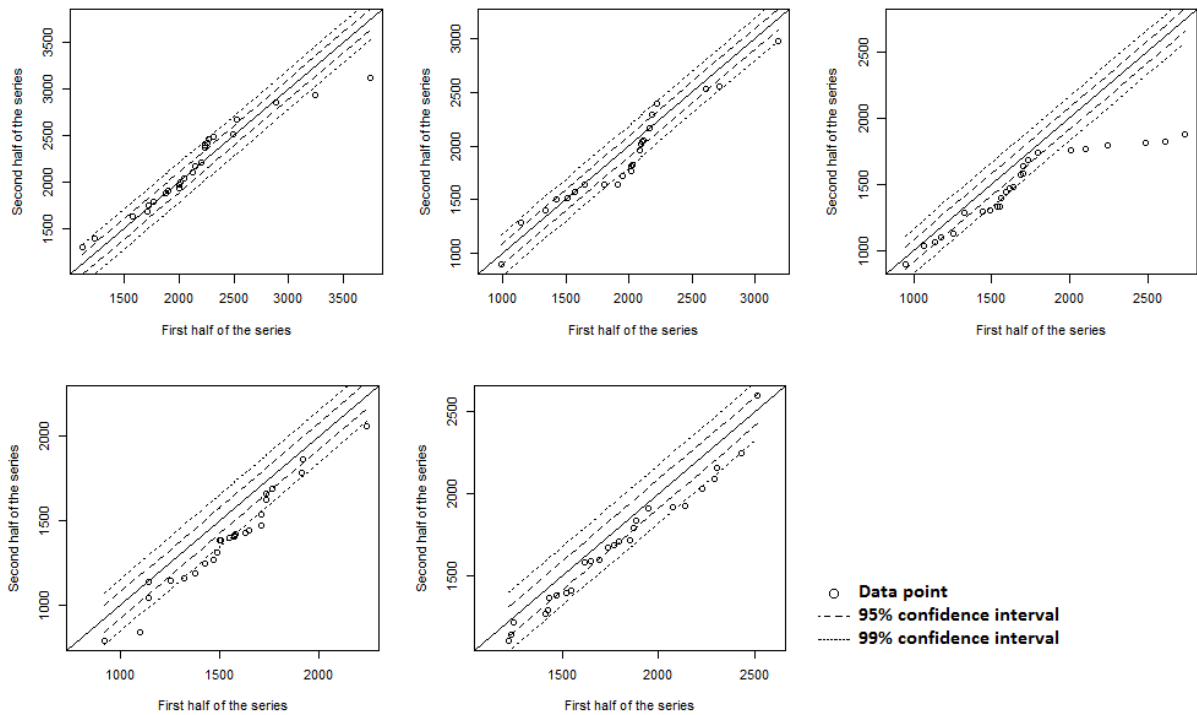 Second half of the series
1500 2000 2500 3000 3500
1500 2000 2500 3000 3500
First half of the series
Second half of the series
1000 1500 2000 2500 3000
1000 1500 2000 2500 3000
First half of the series
Second half of the series
1000 1500 2000 2500
1000 1500 2000 2500
First half of the series
Second half of the series
1000 1500 2000
1000 1500 2000
First half of the series
Second half of the series
1500 2000 2500
1500 2000 2500
First half of the series
Data point
95% confidence interval
99% confidence interval